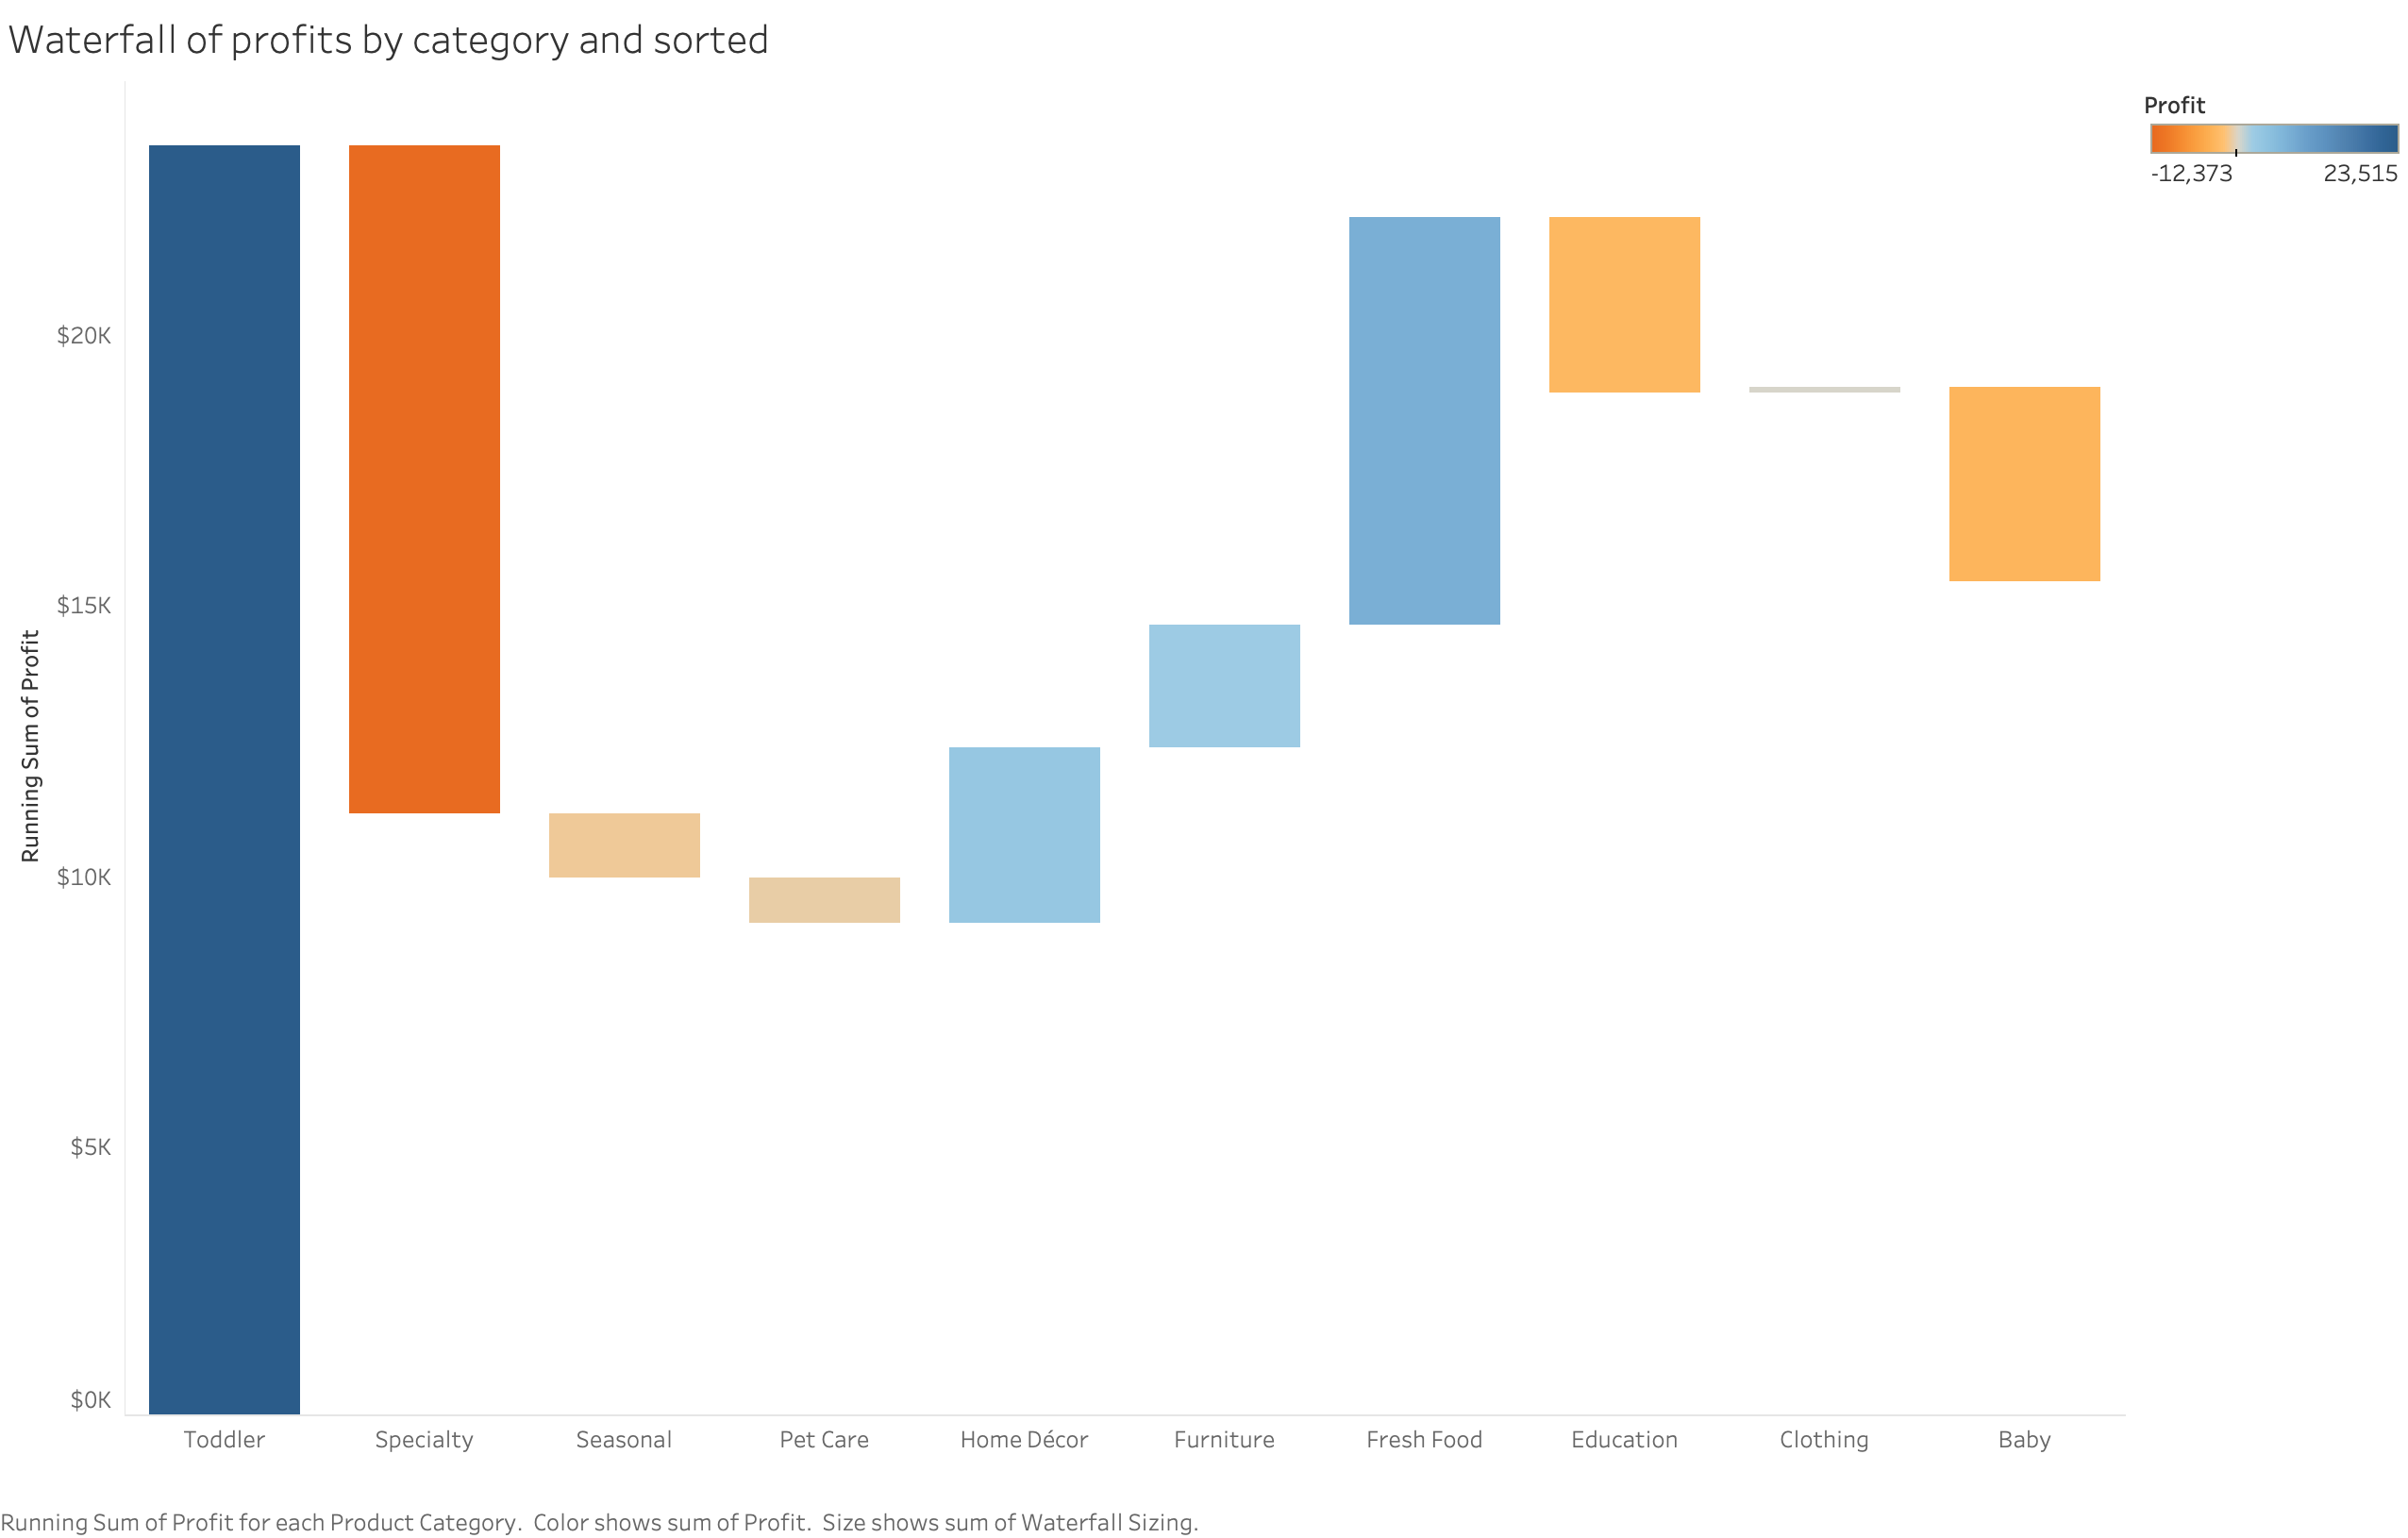 Waterfall of profits by category and sorted
Profit
-12,373 23,515
$20K
$15K
$10K
$5K
$0K
Running Sum of Profit
Toddler Specialty Seasonal Pet Care Home Décor Furniture Fresh Food Education Clothing Baby
Running Sum of Profit for each Product Category. Color shows sum of Profit. Size shows sum of Waterfall Sizing.